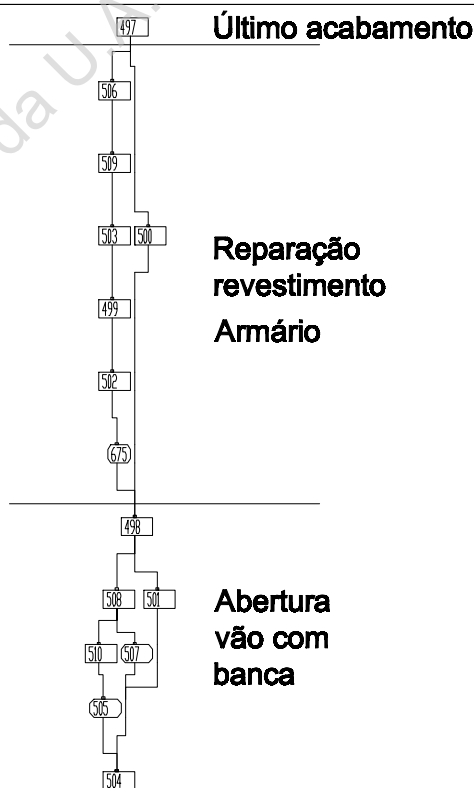 497 Último acabamento
da U.A.
506
509
503 500
Reparação
revestimento
Armário
499
502
675
498
508 501
Abertura
vão com
banca
510 507
505
504